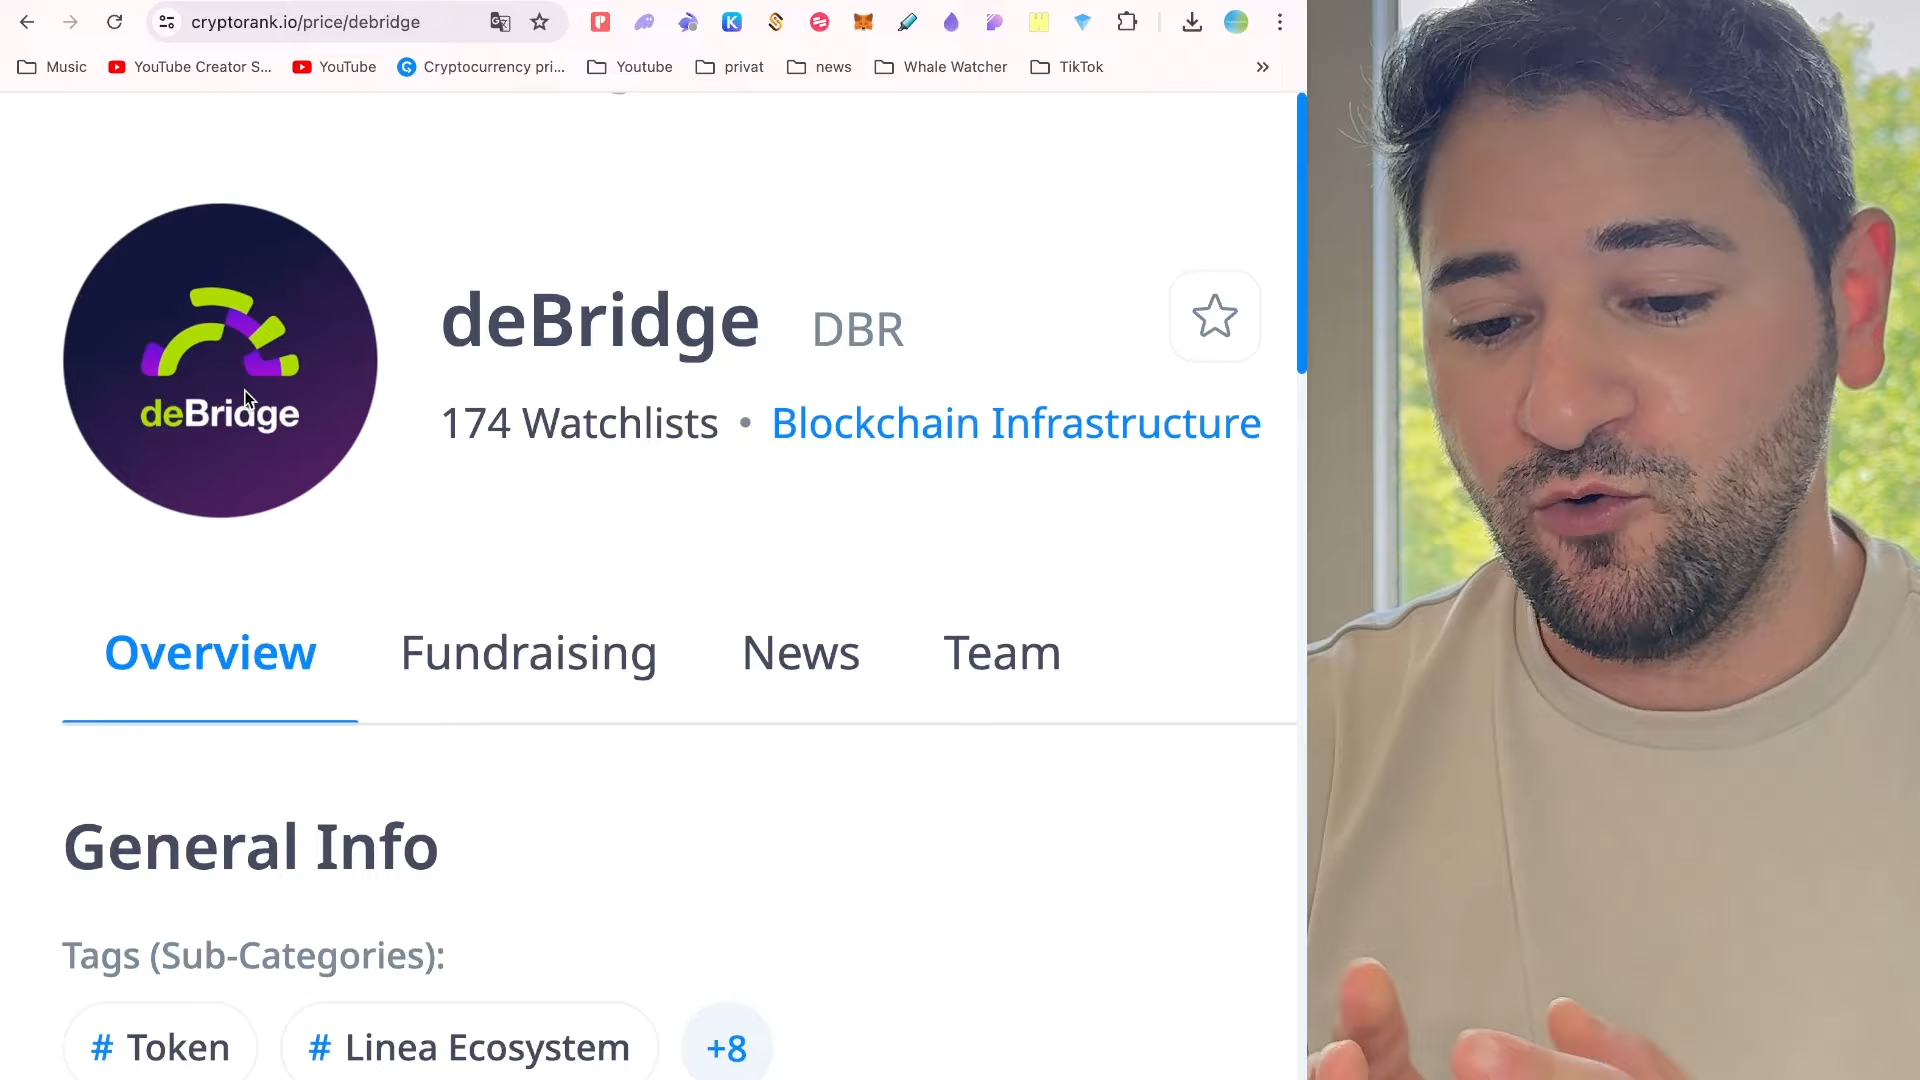 cryptorank.io/price/debridge
Music
YouTube Creator S...
YouTube
Cryptocurrency pri...
Youtube
privat
news
Whale Watcher
TikTok
deBridge
deBridge DBR
174 Watchlists • Blockchain Infrastructure
Overview Fundraising News Team
General Info
Tags (Sub-Categories):
# Token # Linea Ecosystem +8